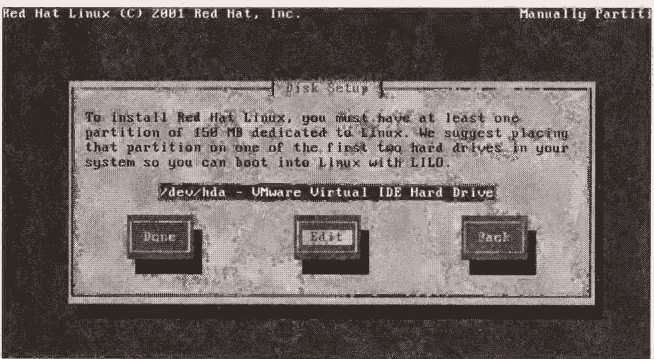 Red Hat Linux (C) 2001 Red Hat, Inc. Manually Partiti
Disk Setup
To install Red Hat Linux, you must have at least one
partition of 150 MB dedicated to Linux. We suggest placing
that partition on one of the first two hard drives in your
system so you can boot into Linux with LILO.
/dev/hda - VMware Virtual IDE Hard Drive
Done Edit Back